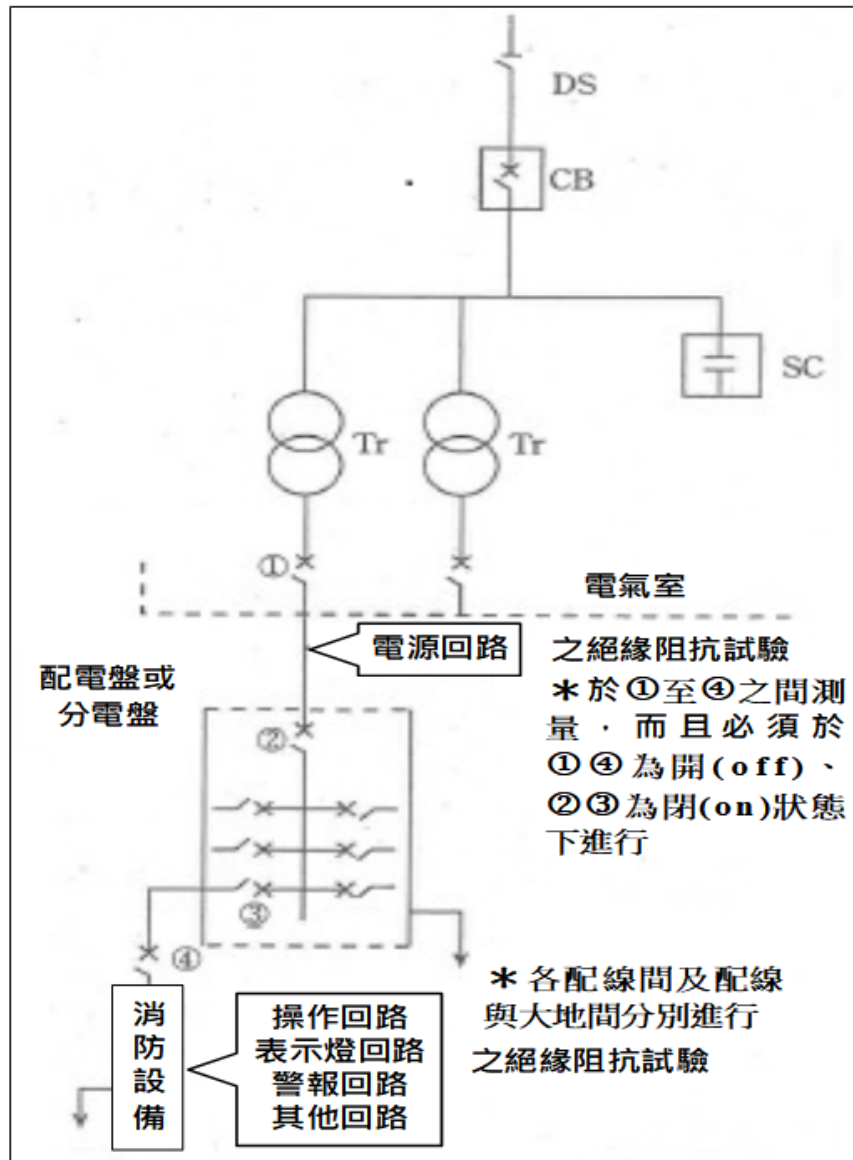 DS
CB
SC
Tr
Tr
①
電氣室
電源回路
之絕緣阻抗試驗
配電盤或
分電盤
＊於①至④之間測
量，而且必須於
①④為開(off)、
②③為閉(on)狀態
下進行
②
③
④
＊各配線間及配線
與大地間分別進行
之絕緣阻抗試驗
消
防
設
備
操作回路
表示燈回路
警報回路
其他回路